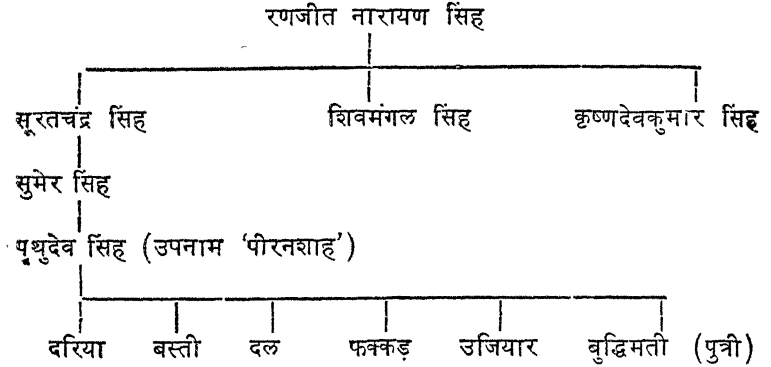 रणजीत नारायण सिंह
सूरतचंद्र सिंह शिवमंगल सिंह कृष्णदेवकुमार सिंह
सुमेर सिंह
पृथुदेव सिंह (उपनाम ‘पीरनशाह’)
दरिया बस्ती दल फक्कड़ उजियार बुद्धिमती (पुत्री)